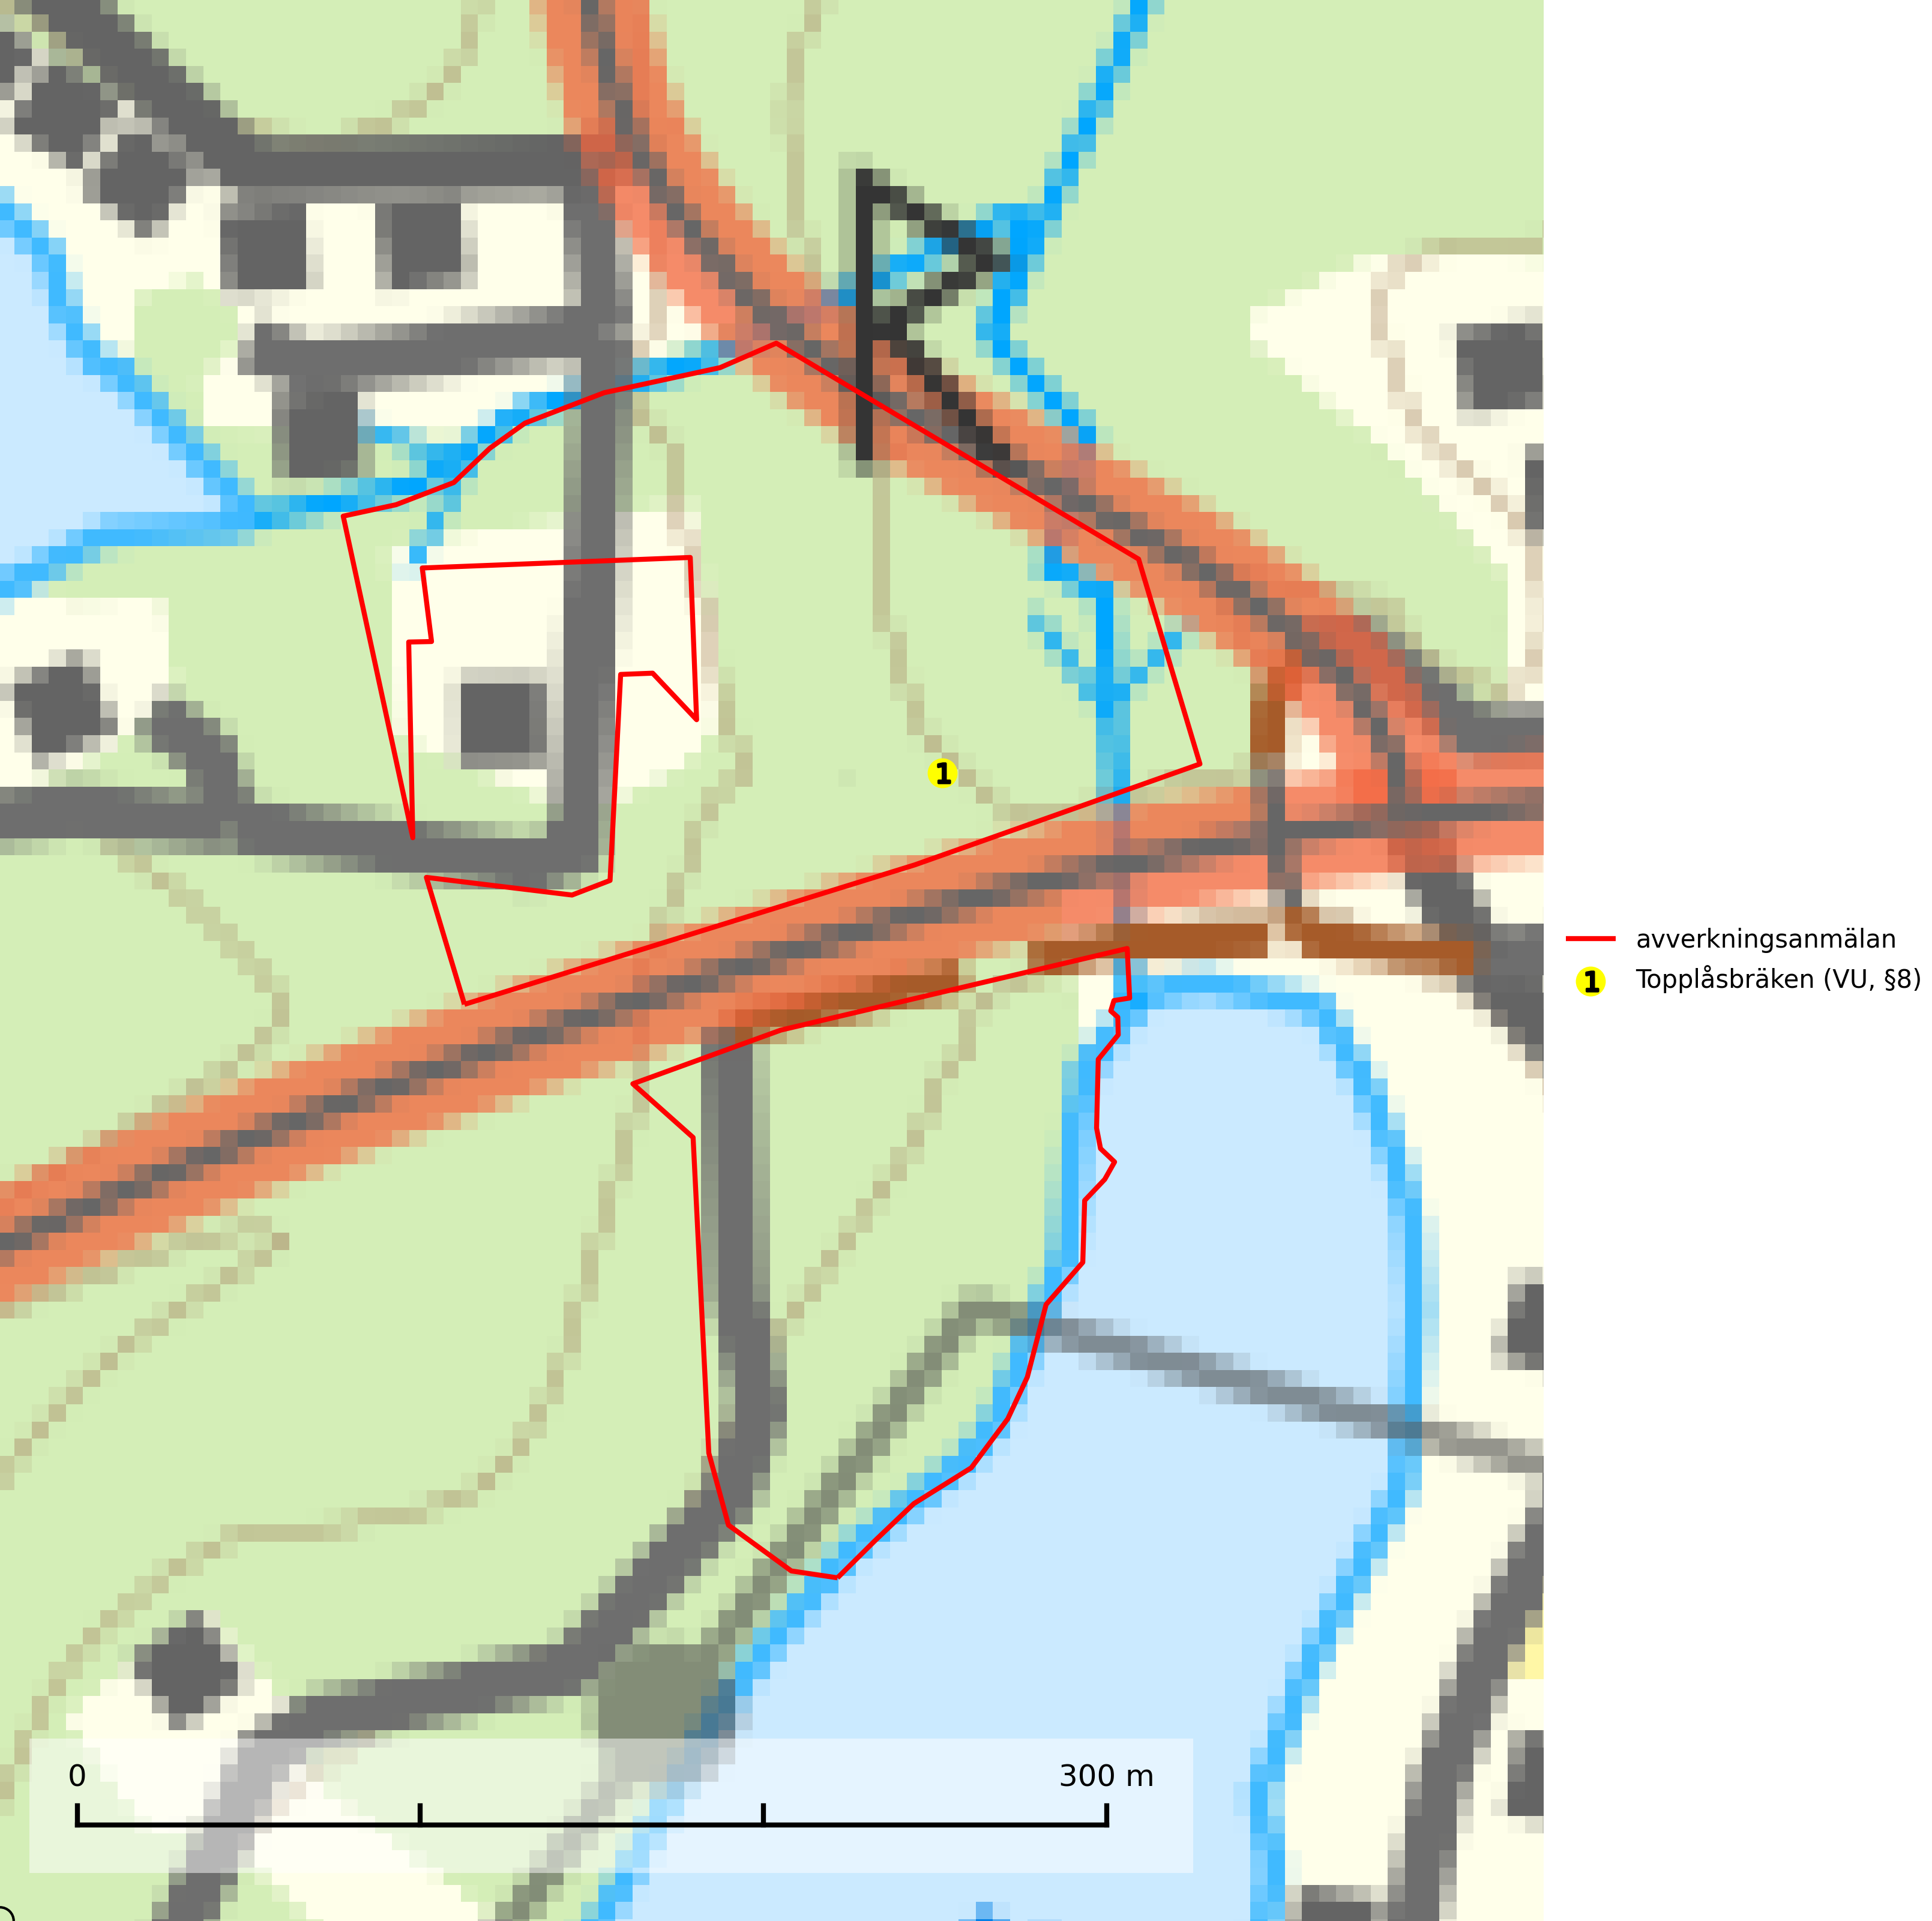 1
avverkningsanmälan
1 Topplåsbräken (VU, §8)
0 300 m